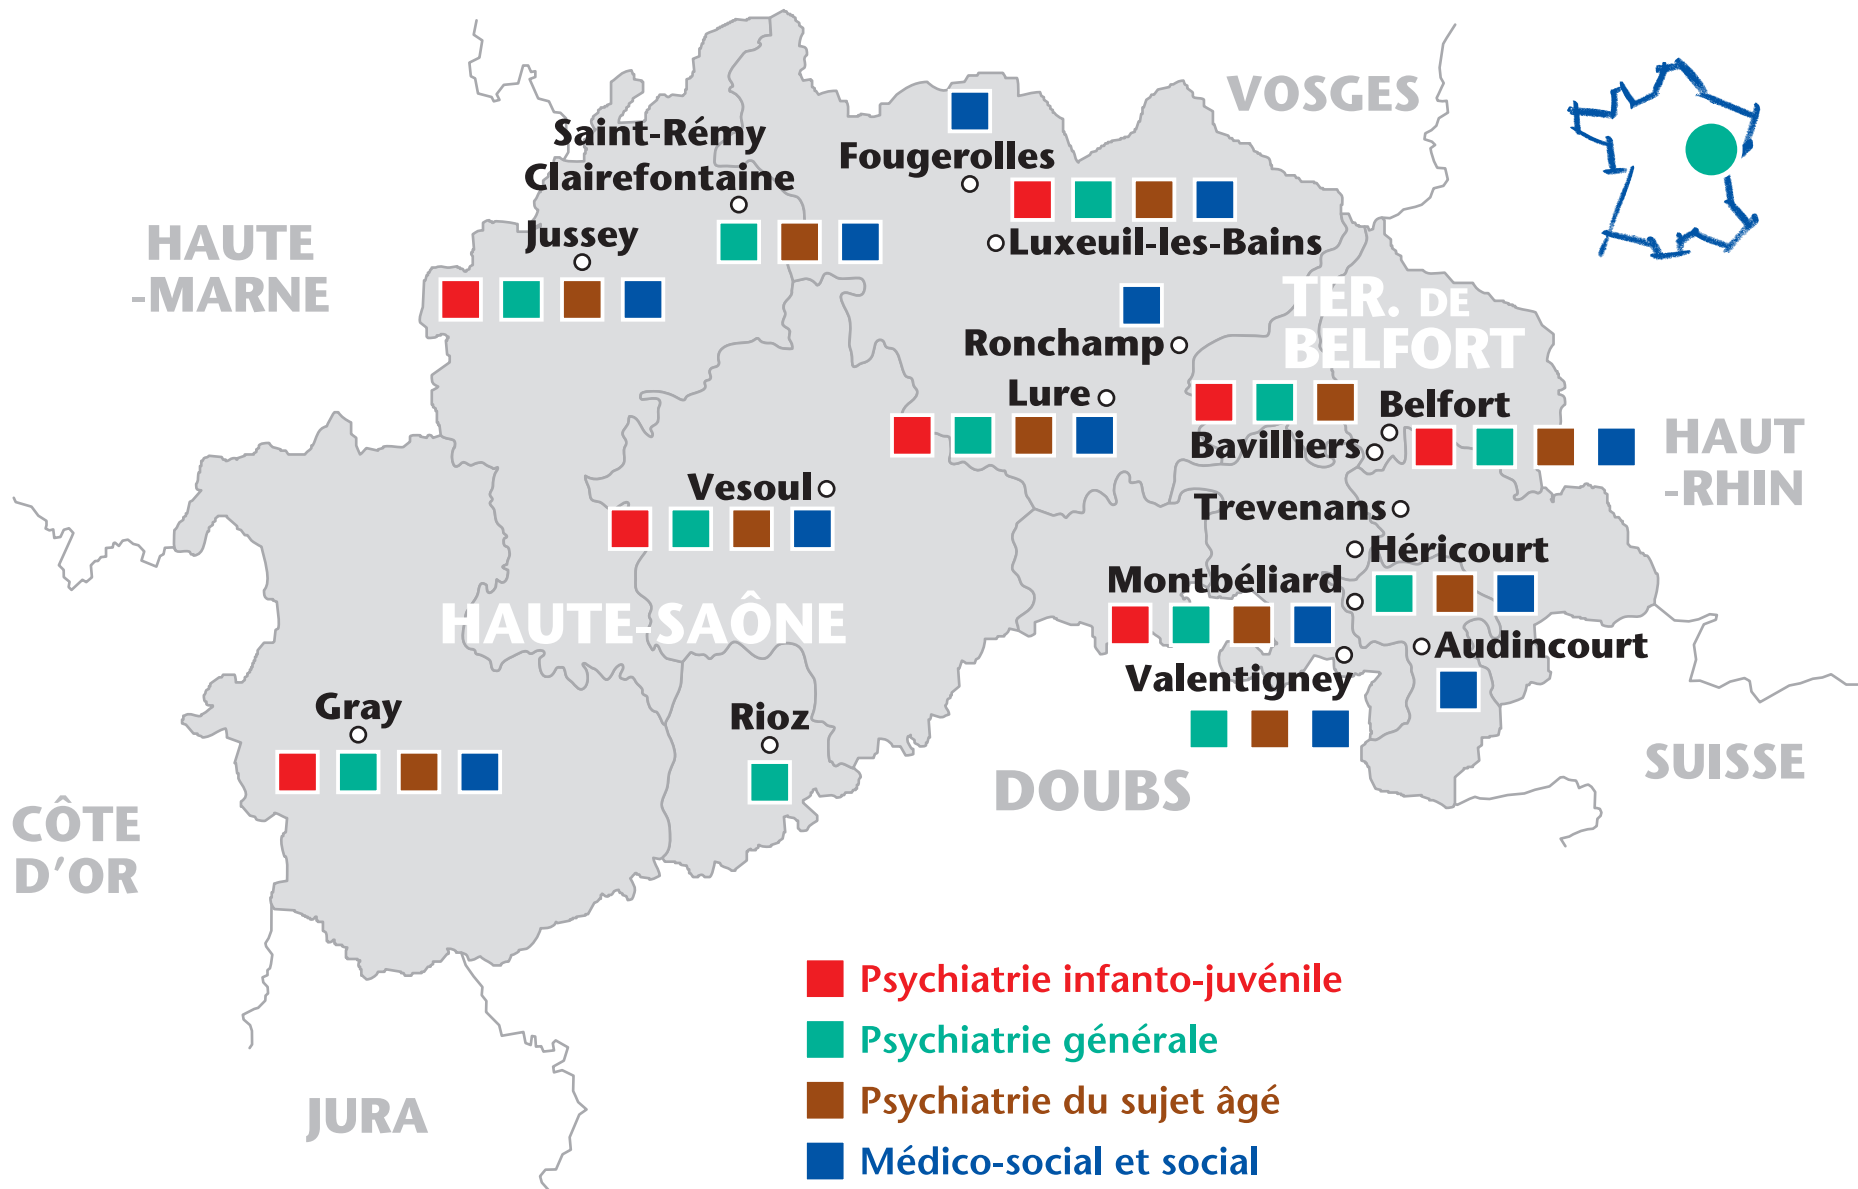 VOSGES
Saint-Rémy
Clairefontaine
Fougerolles
Jussey
HAUTE
-MARNE
Luxeuil-les-Bains
TER. DE
BELFORT
Ronchamp
Lure
Belfort
Bavilliers
HAUT
-RHIN
Vesoul
Trevenans
Héricourt
Montbéliard
HAUTE-SAÔNE
Audincourt
Valentigney
Gray
Rioz
DOUBS
SUISSE
CÔTE
D'OR
JURA
Psychiatrie infanto-juvénile
Psychiatrie générale
Psychiatrie du sujet âgé
Médico-social et social